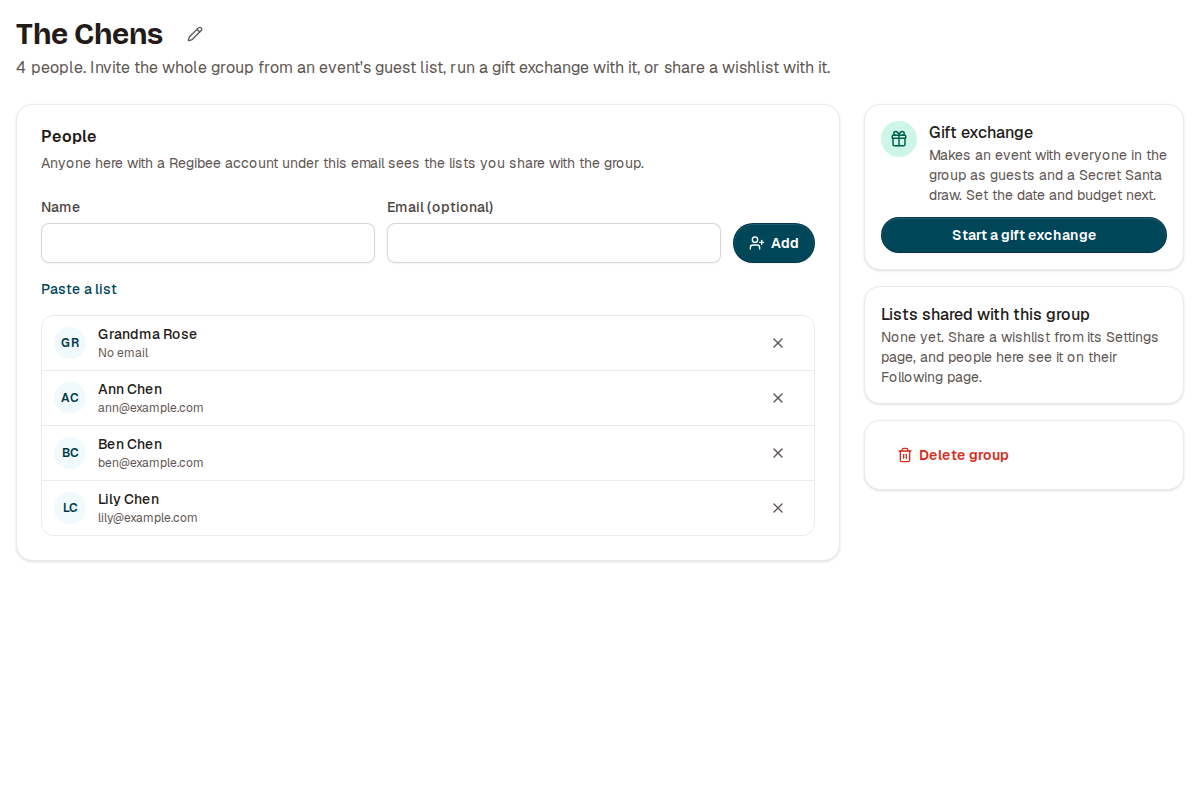 The Chens
4 people. Invite the whole group from an event's guest list, run a gift exchange with it, or share a wishlist with it.
People
Anyone here with a Regibee account under this email sees the lists you share with the group.
Name
Email (optional)
Add
Paste a list
GR
Grandma Rose
No email
AC
Ann Chen
ann@example.com
BC
Ben Chen
ben@example.com
LC
Lily Chen
lily@example.com
Gift exchange
Makes an event with everyone in the
group as guests and a Secret Santa
draw. Set the date and budget next.
Start a gift exchange
Lists shared with this group
None yet. Share a wishlist from its Settings
page, and people here see it on their
Following page.
Delete group